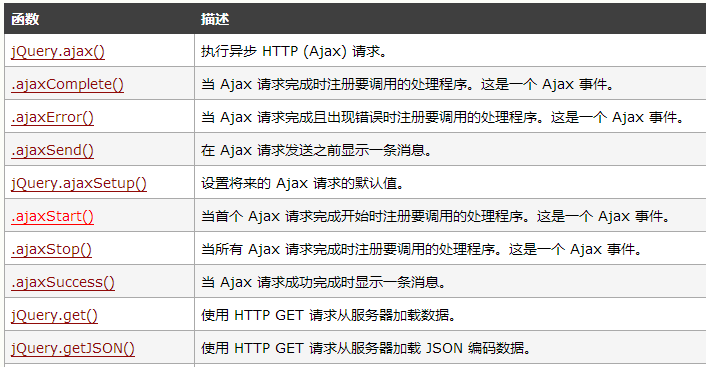 函数 描述
jQuery.ajax() 执行异步 HTTP (Ajax) 请求。
.ajaxComplete() 当 Ajax 请求完成时注册要调用的处理程序。这是一个 Ajax 事件。
.ajaxError() 当 Ajax 请求完成且出现错误时注册要调用的处理程序。这是一个 Ajax 事件。
.ajaxSend() 在 Ajax 请求发送之前显示一条消息。
jQuery.ajaxSetup() 设置将来的 Ajax 请求的默认值。
.ajaxStart() 当首个 Ajax 请求完成开始时注册要调用的处理程序。这是一个 Ajax 事件。
.ajaxStop() 当所有 Ajax 请求完成时注册要调用的处理程序。这是一个 Ajax 事件。
.ajaxSuccess() 当 Ajax 请求成功完成时显示一条消息。
jQuery.get() 使用 HTTP GET 请求从服务器加载数据。
jQuery.getJSON() 使用 HTTP GET 请求从服务器加载 JSON 编码数据。